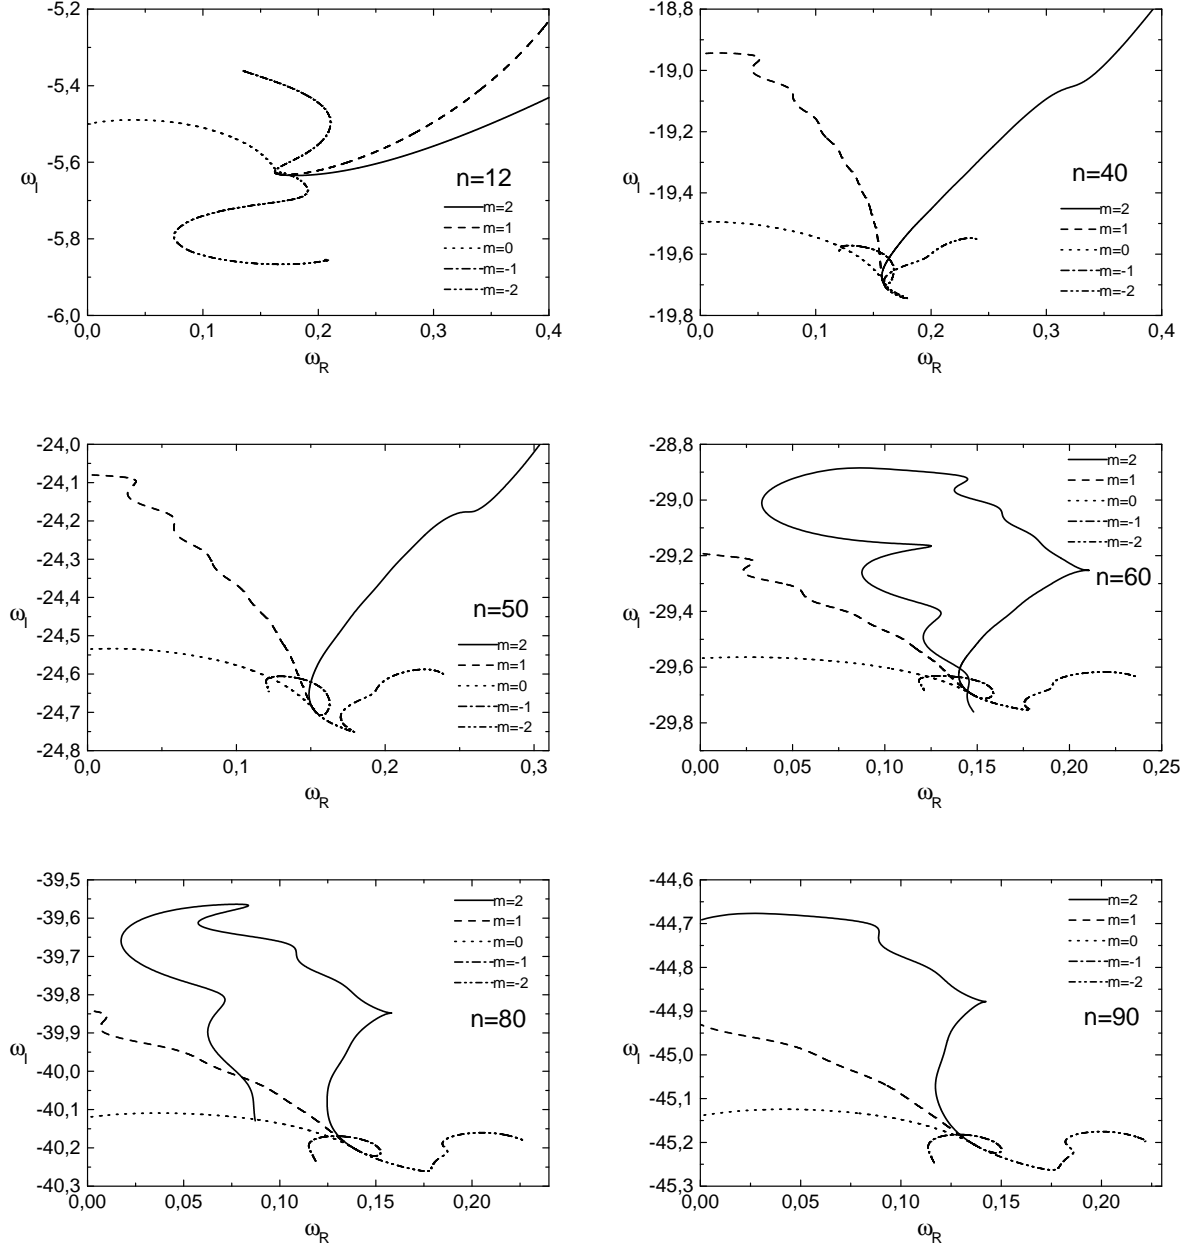 -5,2
-5,4
-5,6
-5,8
-6,0
ω_I
0,0 0,1 0,2 0,3 0,4
ω_R
n=12
m=2
m=1
m=0
m=-1
m=-2
-18,8
-19,0
-19,2
-19,4
-19,6
-19,8
ω_I
0,0 0,1 0,2 0,3 0,4
ω_R
n=40
m=2
m=1
m=0
m=-1
m=-2
-24,0
-24,1
-24,2
-24,3
-24,4
-24,5
-24,6
-24,7
-24,8
ω_I
0,0 0,1 0,2 0,3
ω_R
n=50
m=2
m=1
m=0
m=-1
m=-2
-28,8
-29,0
-29,2
-29,4
-29,6
-29,8
ω_I
0,00 0,05 0,10 0,15 0,20 0,25
ω_R
m=2
m=1
m=0
m=-1
m=-2
n=60
-39,5
-39,6
-39,7
-39,8
-39,9
-40,0
-40,1
-40,2
-40,3
ω_I
0,00 0,05 0,10 0,15 0,20
ω_R
m=2
m=1
m=0
m=-1
m=-2
n=80
-44,6
-44,7
-44,8
-44,9
-45,0
-45,1
-45,2
-45,3
ω_I
0,00 0,05 0,10 0,15 0,20
ω_R
m=2
m=1
m=0
m=-1
m=-2
n=90